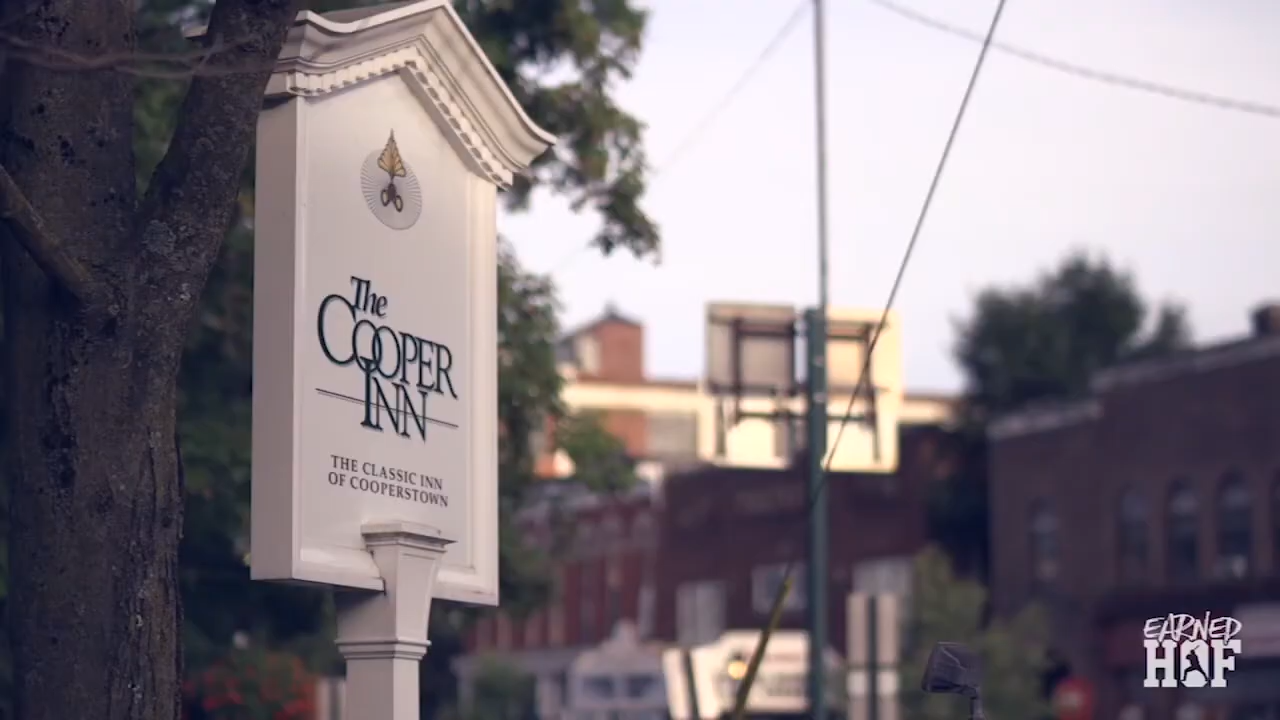 The
COOPER
INN
THE CLASSIC INN
OF COOPERSTOWN
EARNED
HOF